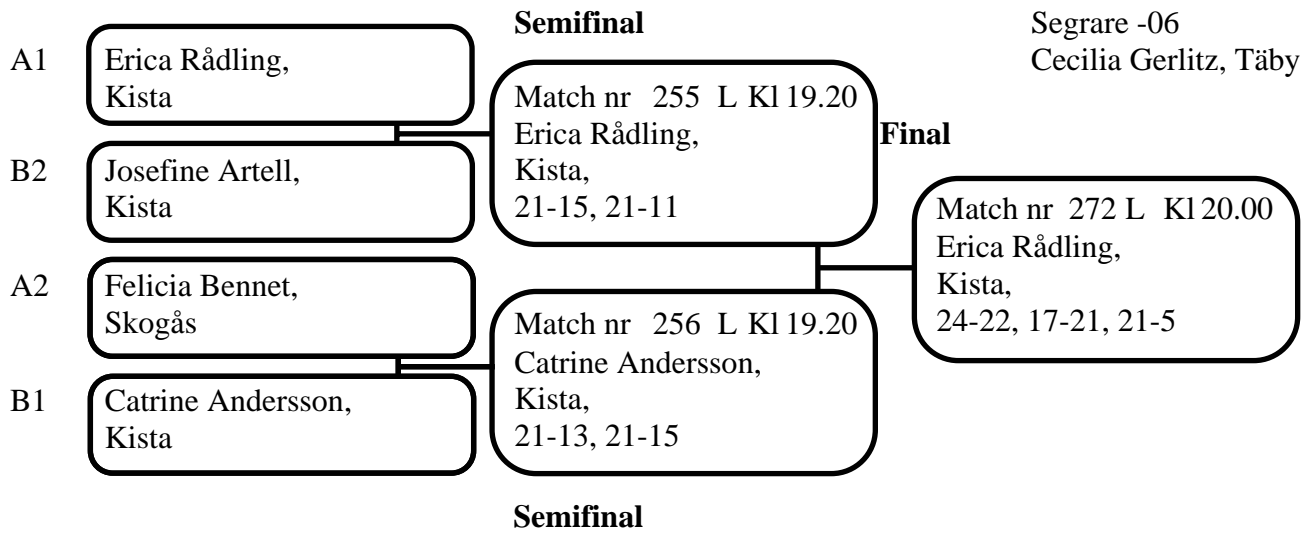 Semifinal
Segrare -06
Cecilia Gerlitz, Täby
A1
Erica Rådling,
Kista
B2
Josefine Artell,
Kista
A2
Felicia Bennet,
Skogås
B1
Catrine Andersson,
Kista
Match nr 255 L Kl 19.20
Erica Rådling,
Kista,
21-15, 21-11
Match nr 256 L Kl 19.20
Catrine Andersson,
Kista,
21-13, 21-15
Semifinal
Final
Match nr 272 L Kl 20.00
Erica Rådling,
Kista,
24-22, 17-21, 21-5